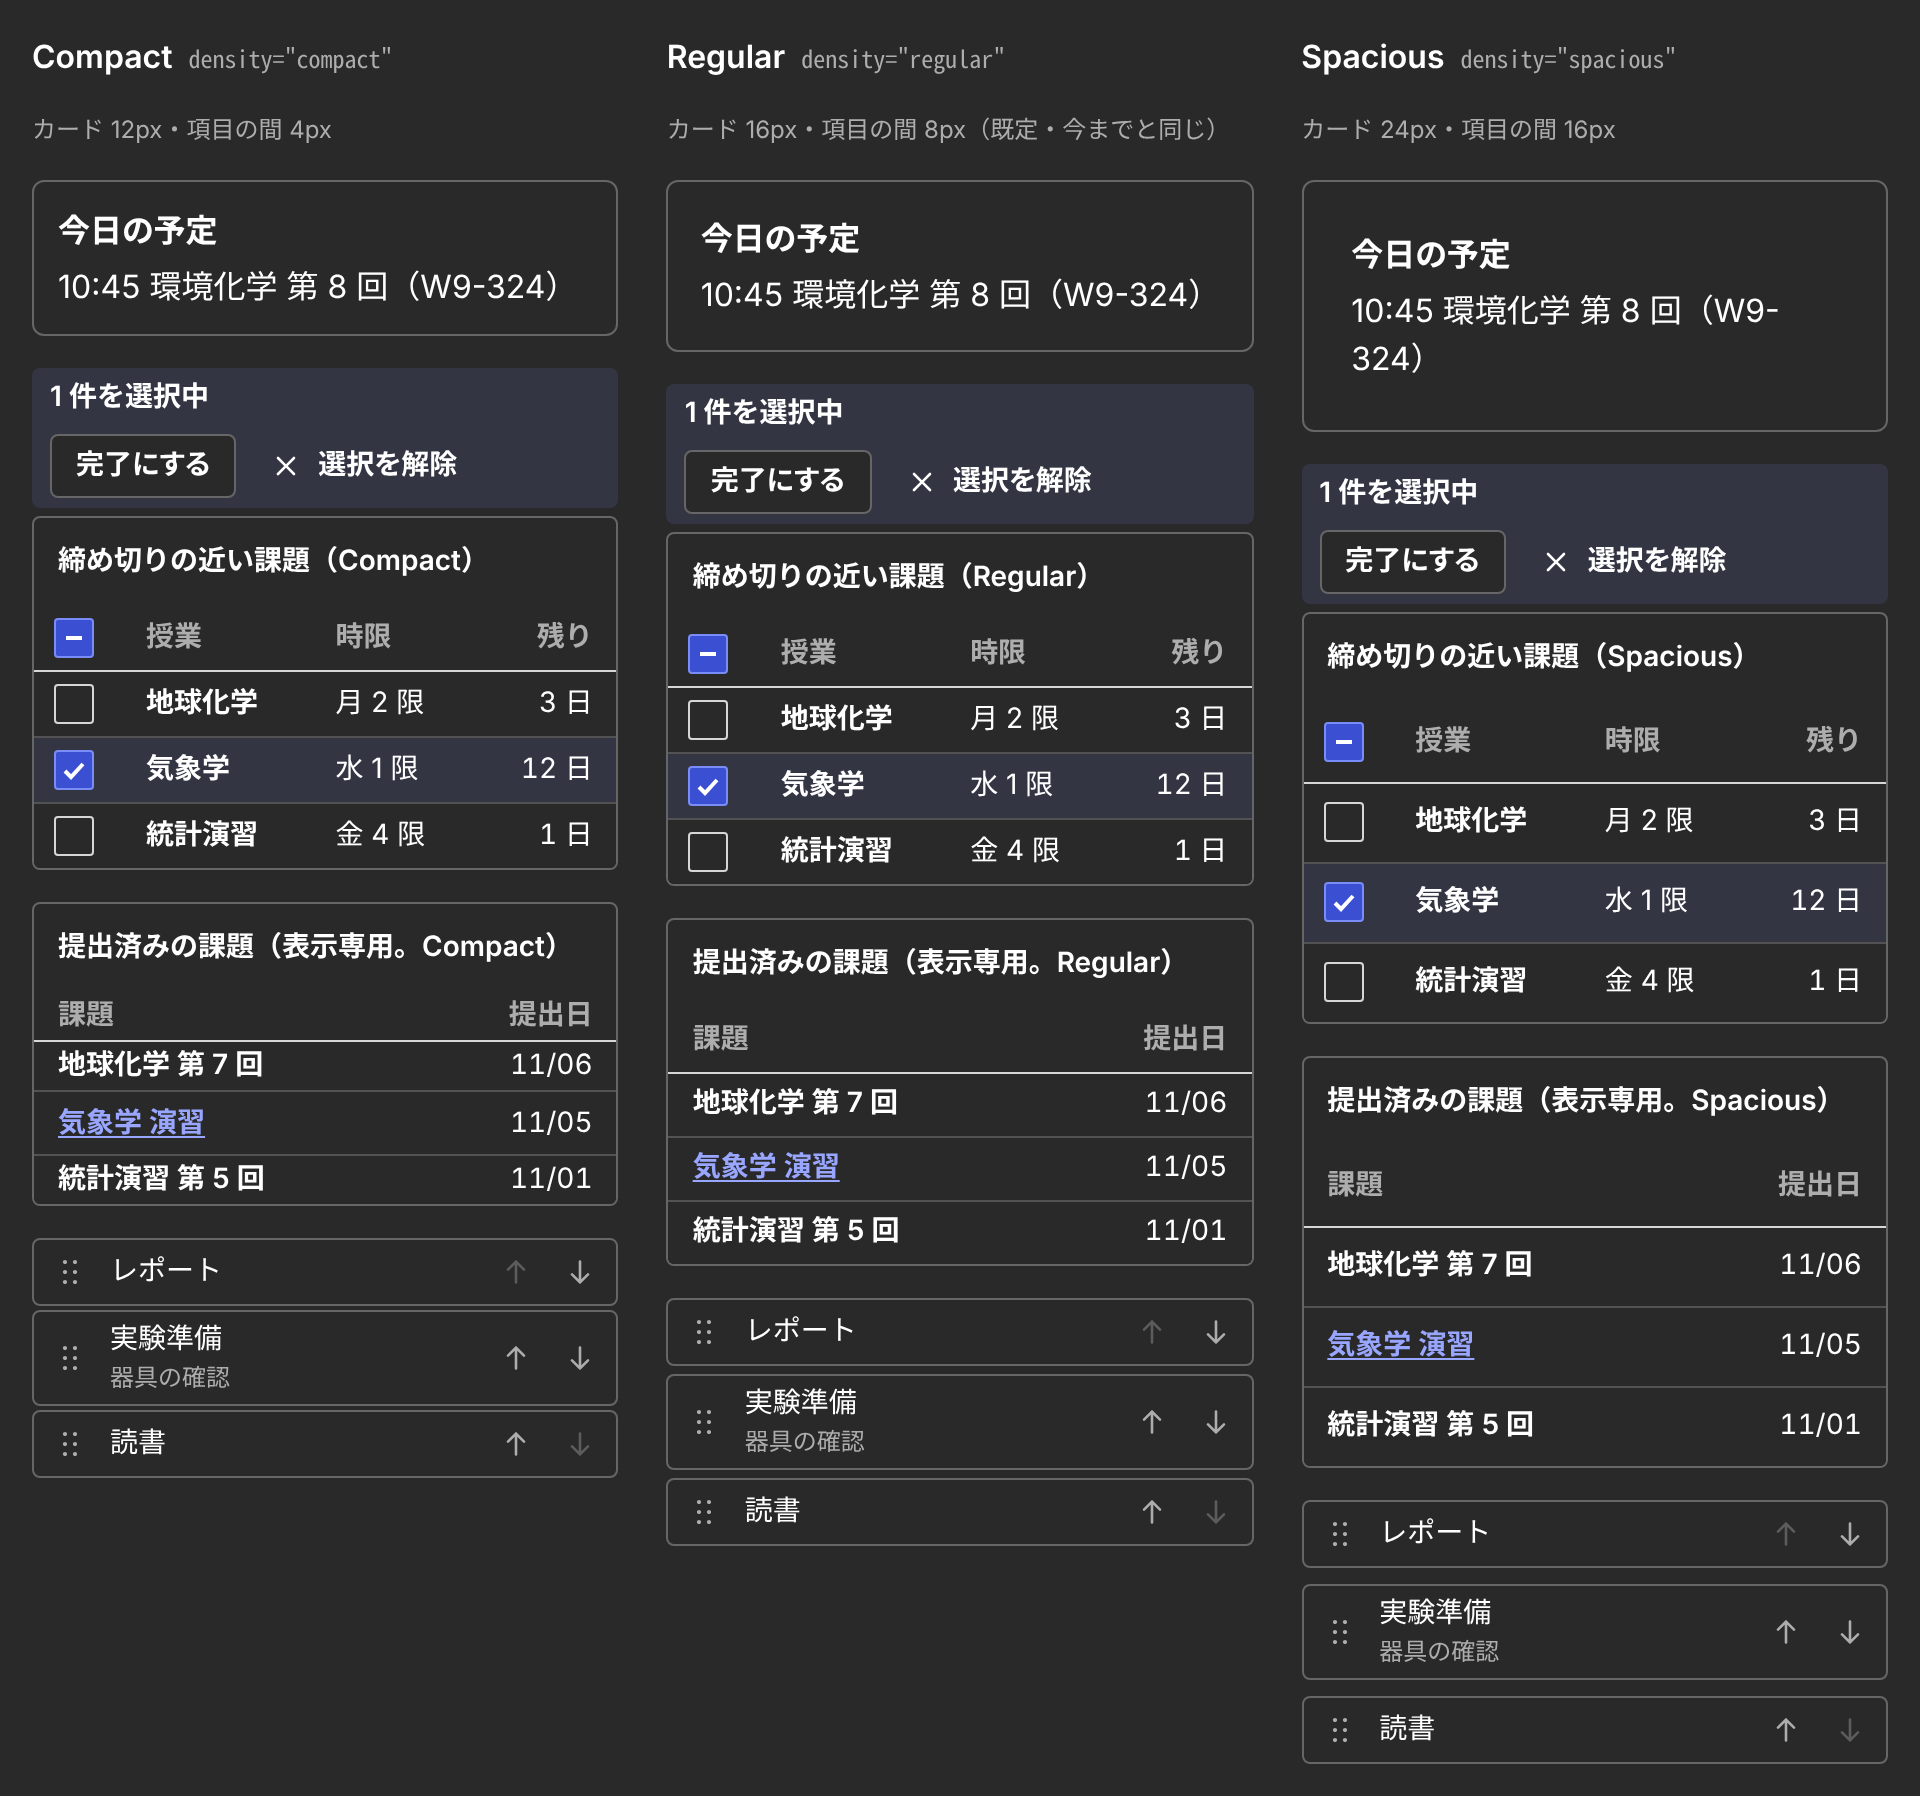 Compact density="compact"
カード 12px・項目の間 4px
今日の予定
10:45 環境化学 第 8 回（W9-324）
1 件を選択中
完了にする × 選択を解除
締め切りの近い課題（Compact）
授業 時限 残り
地球化学 月 2 限 3 日
気象学 水 1 限 12 日
統計演習 金 4 限 1 日
提出済みの課題（表示専用。Compact）
課題 提出日
地球化学 第 7 回 11/06
気象学 演習 11/05
統計演習 第 5 回 11/01
レポート ↑ ↓
実験準備 ↑ ↓
器具の確認
読書 ↑ ↓
Regular density="regular"
カード 16px・項目の間 8px（既定・今までと同じ）
今日の予定
10:45 環境化学 第 8 回（W9-324）
1 件を選択中
完了にする × 選択を解除
締め切りの近い課題（Regular）
授業 時限 残り
地球化学 月 2 限 3 日
気象学 水 1 限 12 日
統計演習 金 4 限 1 日
提出済みの課題（表示専用。Regular）
課題 提出日
地球化学 第 7 回 11/06
気象学 演習 11/05
統計演習 第 5 回 11/01
レポート ↑ ↓
実験準備 ↑ ↓
器具の確認
読書 ↑ ↓
Spacious density="spacious"
カード 24px・項目の間 16px
今日の予定
10:45 環境化学 第 8 回（W9-
324）
1 件を選択中
完了にする × 選択を解除
締め切りの近い課題（Spacious）
授業 時限 残り
地球化学 月 2 限 3 日
気象学 水 1 限 12 日
統計演習 金 4 限 1 日
提出済みの課題（表示専用。Spacious）
課題 提出日
地球化学 第 7 回 11/06
気象学 演習 11/05
統計演習 第 5 回 11/01
レポート ↑ ↓
実験準備 ↑ ↓
器具の確認
読書 ↑ ↓